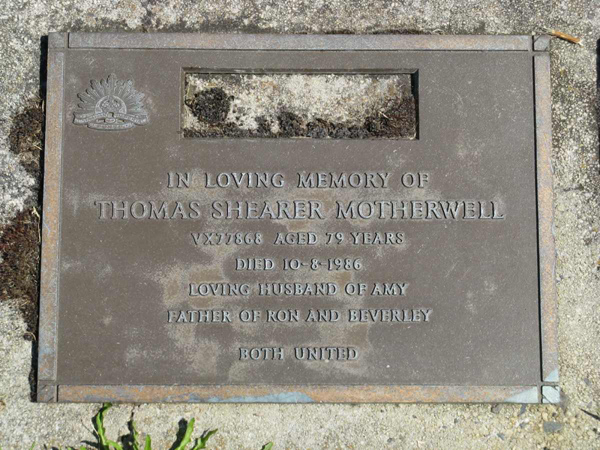 IN LOVING MEMORY OF
THOMAS SHEARER MOTHERWELL
VX77868 AGED 79 YEARS
DIED 10-8-1986
LOVING HUSBAND OF AMY
FATHER OF RON AND BEVERLEY
BOTH UNITED